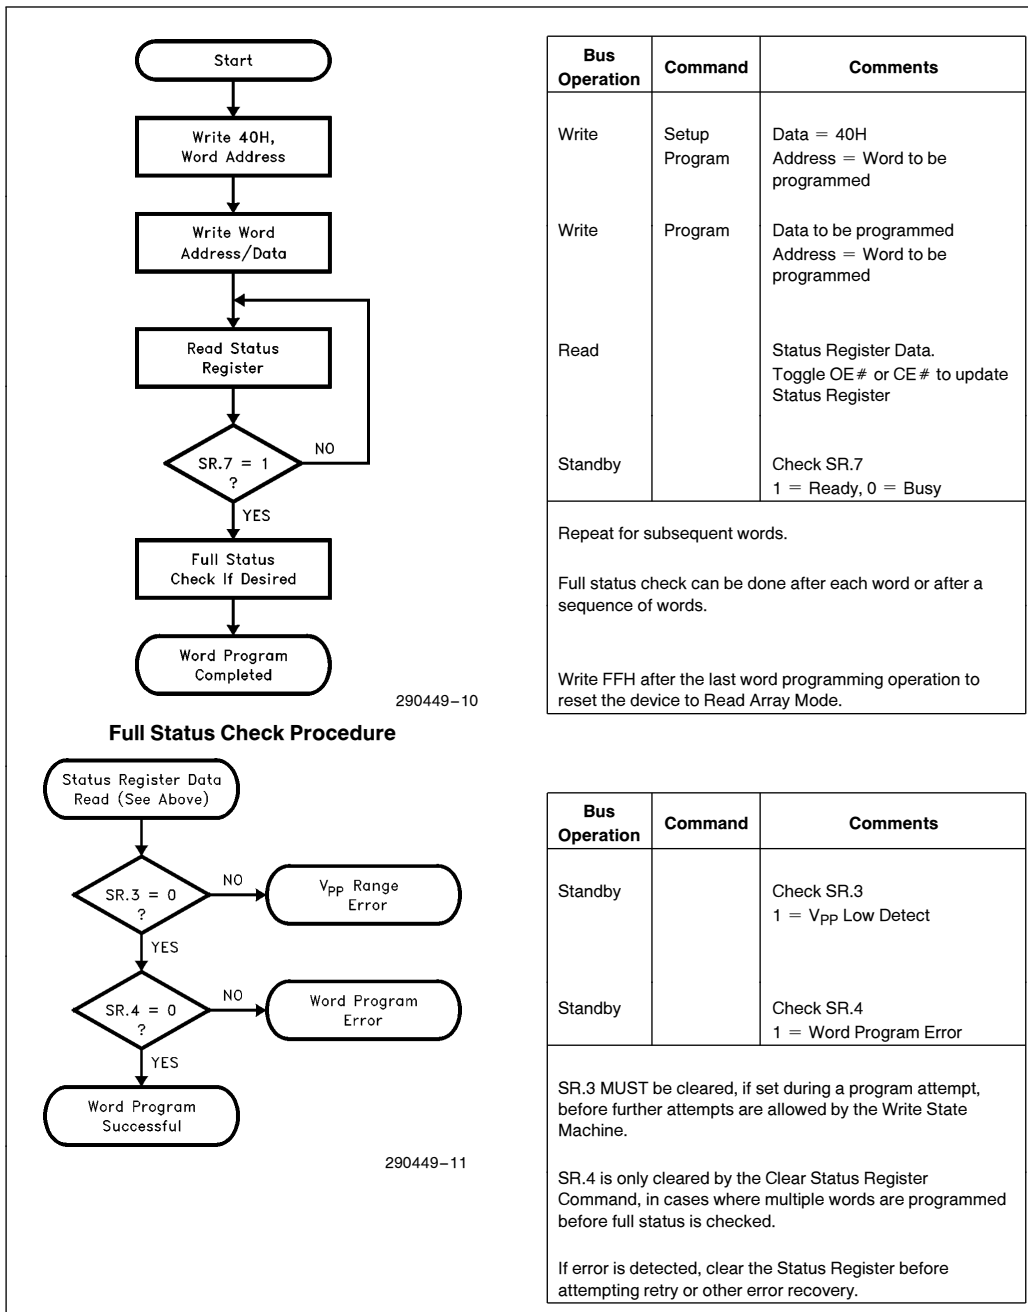 Start
Write 40H,
Word Address
Write Word
Address/Data
Read Status
Register
SR.7 = 1
?
NO
YES
Full Status
Check If Desired
Word Program
Completed
290449-10
Bus
Operation
Command
Comments
Write
Setup
Program
Data = 40H
Address = Word to be
programmed
Write
Program
Data to be programmed
Address = Word to be
programmed
Read
Status Register Data.
Toggle OE# or CE# to update
Status Register
Standby
Check SR.7
1 = Ready, 0 = Busy
Repeat for subsequent words.
Full status check can be done after each word or after a
sequence of words.
Write FFH after the last word programming operation to
reset the device to Read Array Mode.
Full Status Check Procedure
Status Register Data
Read (See Above)
SR.3 = 0
?
NO
VPP Range
Error
YES
SR.4 = 0
?
NO
Word Program
Error
YES
Word Program
Successful
290449-11
Bus
Operation
Command
Comments
Standby
Check SR.3
1 = VPP Low Detect
Standby
Check SR.4
1 = Word Program Error
SR.3 MUST be cleared, if set during a program attempt,
before further attempts are allowed by the Write State
Machine.
SR.4 is only cleared by the Clear Status Register
Command, in cases where multiple words are programmed
before full status is checked.
If error is detected, clear the Status Register before
attempting retry or other error recovery.